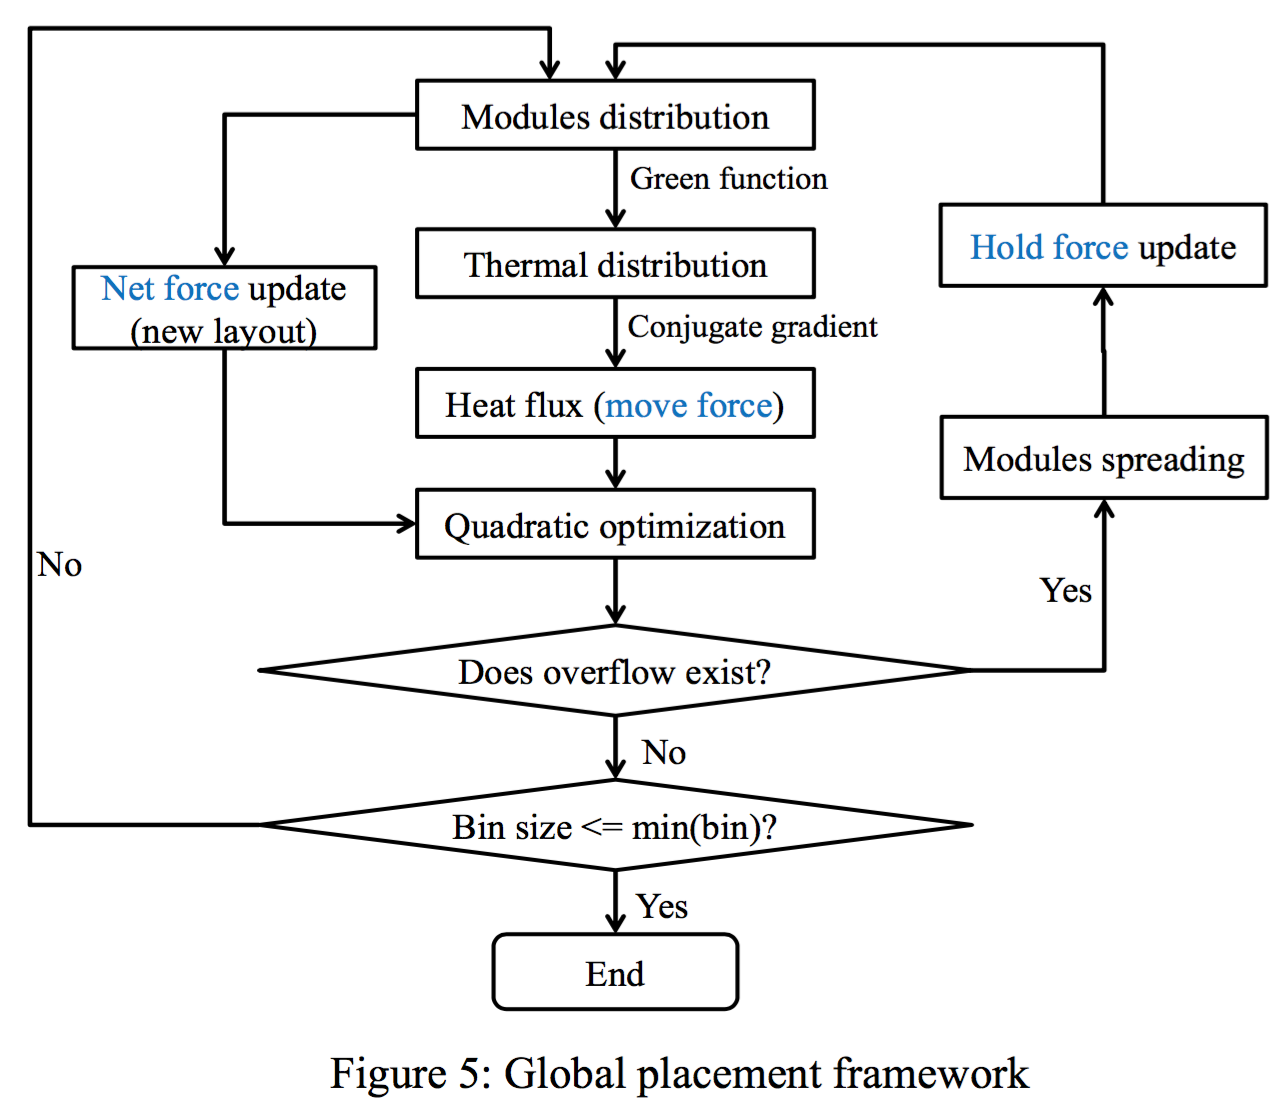 Modules distribution
Green function
Thermal distribution
Hold force update
Net force update
(new layout)
Conjugate gradient
Heat flux (move force)
Modules spreading
Quadratic optimization
No
Yes
Does overflow exist?
No
Bin size <= min(bin)?
Yes
End
Figure 5: Global placement framework